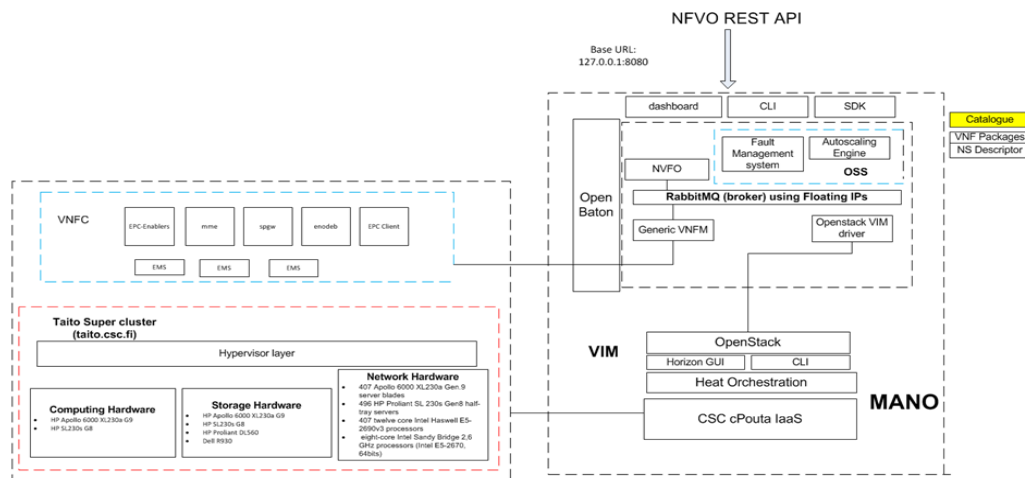 NFVO REST API
Base URL:
127.0.0.1:8080
dashboard
CLI
SDK
Catalogue
VNF Packages
NS Descriptor
Open
Baton
NVFO
Fault
Management
system
Autoscaling
Engine
OSS
RabbitMQ (broker) using Floating IPs
Generic VNFM
Openstack VIM
driver
VNFC
EPC-Enablers
mme
spgw
enodeb
EPC Client
EMS
EMS
EMS
Taito Super cluster
(taito.csc.fi)
Hypervisor layer
Computing Hardware
• HP Apollo 6000 XL230a G9
• HP SL230s G8
Storage Hardware
• HP Apollo 6000 XL230a G9
• HP SL230s G8
• HP Proliant DL560
• Dell R930
Network Hardware
• 407 Apollo 6000 XL230a Gen.9
server blades
• 496 HP Proliant SL 230s Gen8 half-
tray servers
• 407 twelve core Intel Haswell E5-
2690v3 processors
• eight-core Intel Sandy Bridge 2,6
GHz processors (Intel E5-2670,
64bits)
VIM
OpenStack
Horizon GUI
CLI
Heat Orchestration
CSC cPouta IaaS
MANO